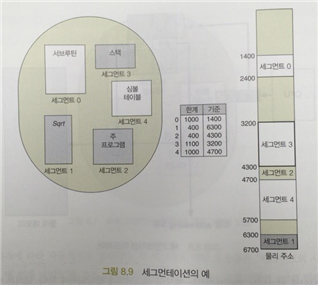 서브루틴
스택
세그먼트 3
세그먼트 0
심볼
테이블
세그먼트 4
Sqrt
주
프로그램
세그먼트 1
세그먼트 2
한계 기준
0 1000 1400
1 400 6300
2 400 4300
3 1100 3200
4 1000 4700
1400
세그먼트 0
2400
3200
세그먼트 3
4300
세그먼트 2
4700
세그먼트 4
5700
6300
세그먼트 1
6700
물리 주소
그림 8.9 세그먼테이션의 예